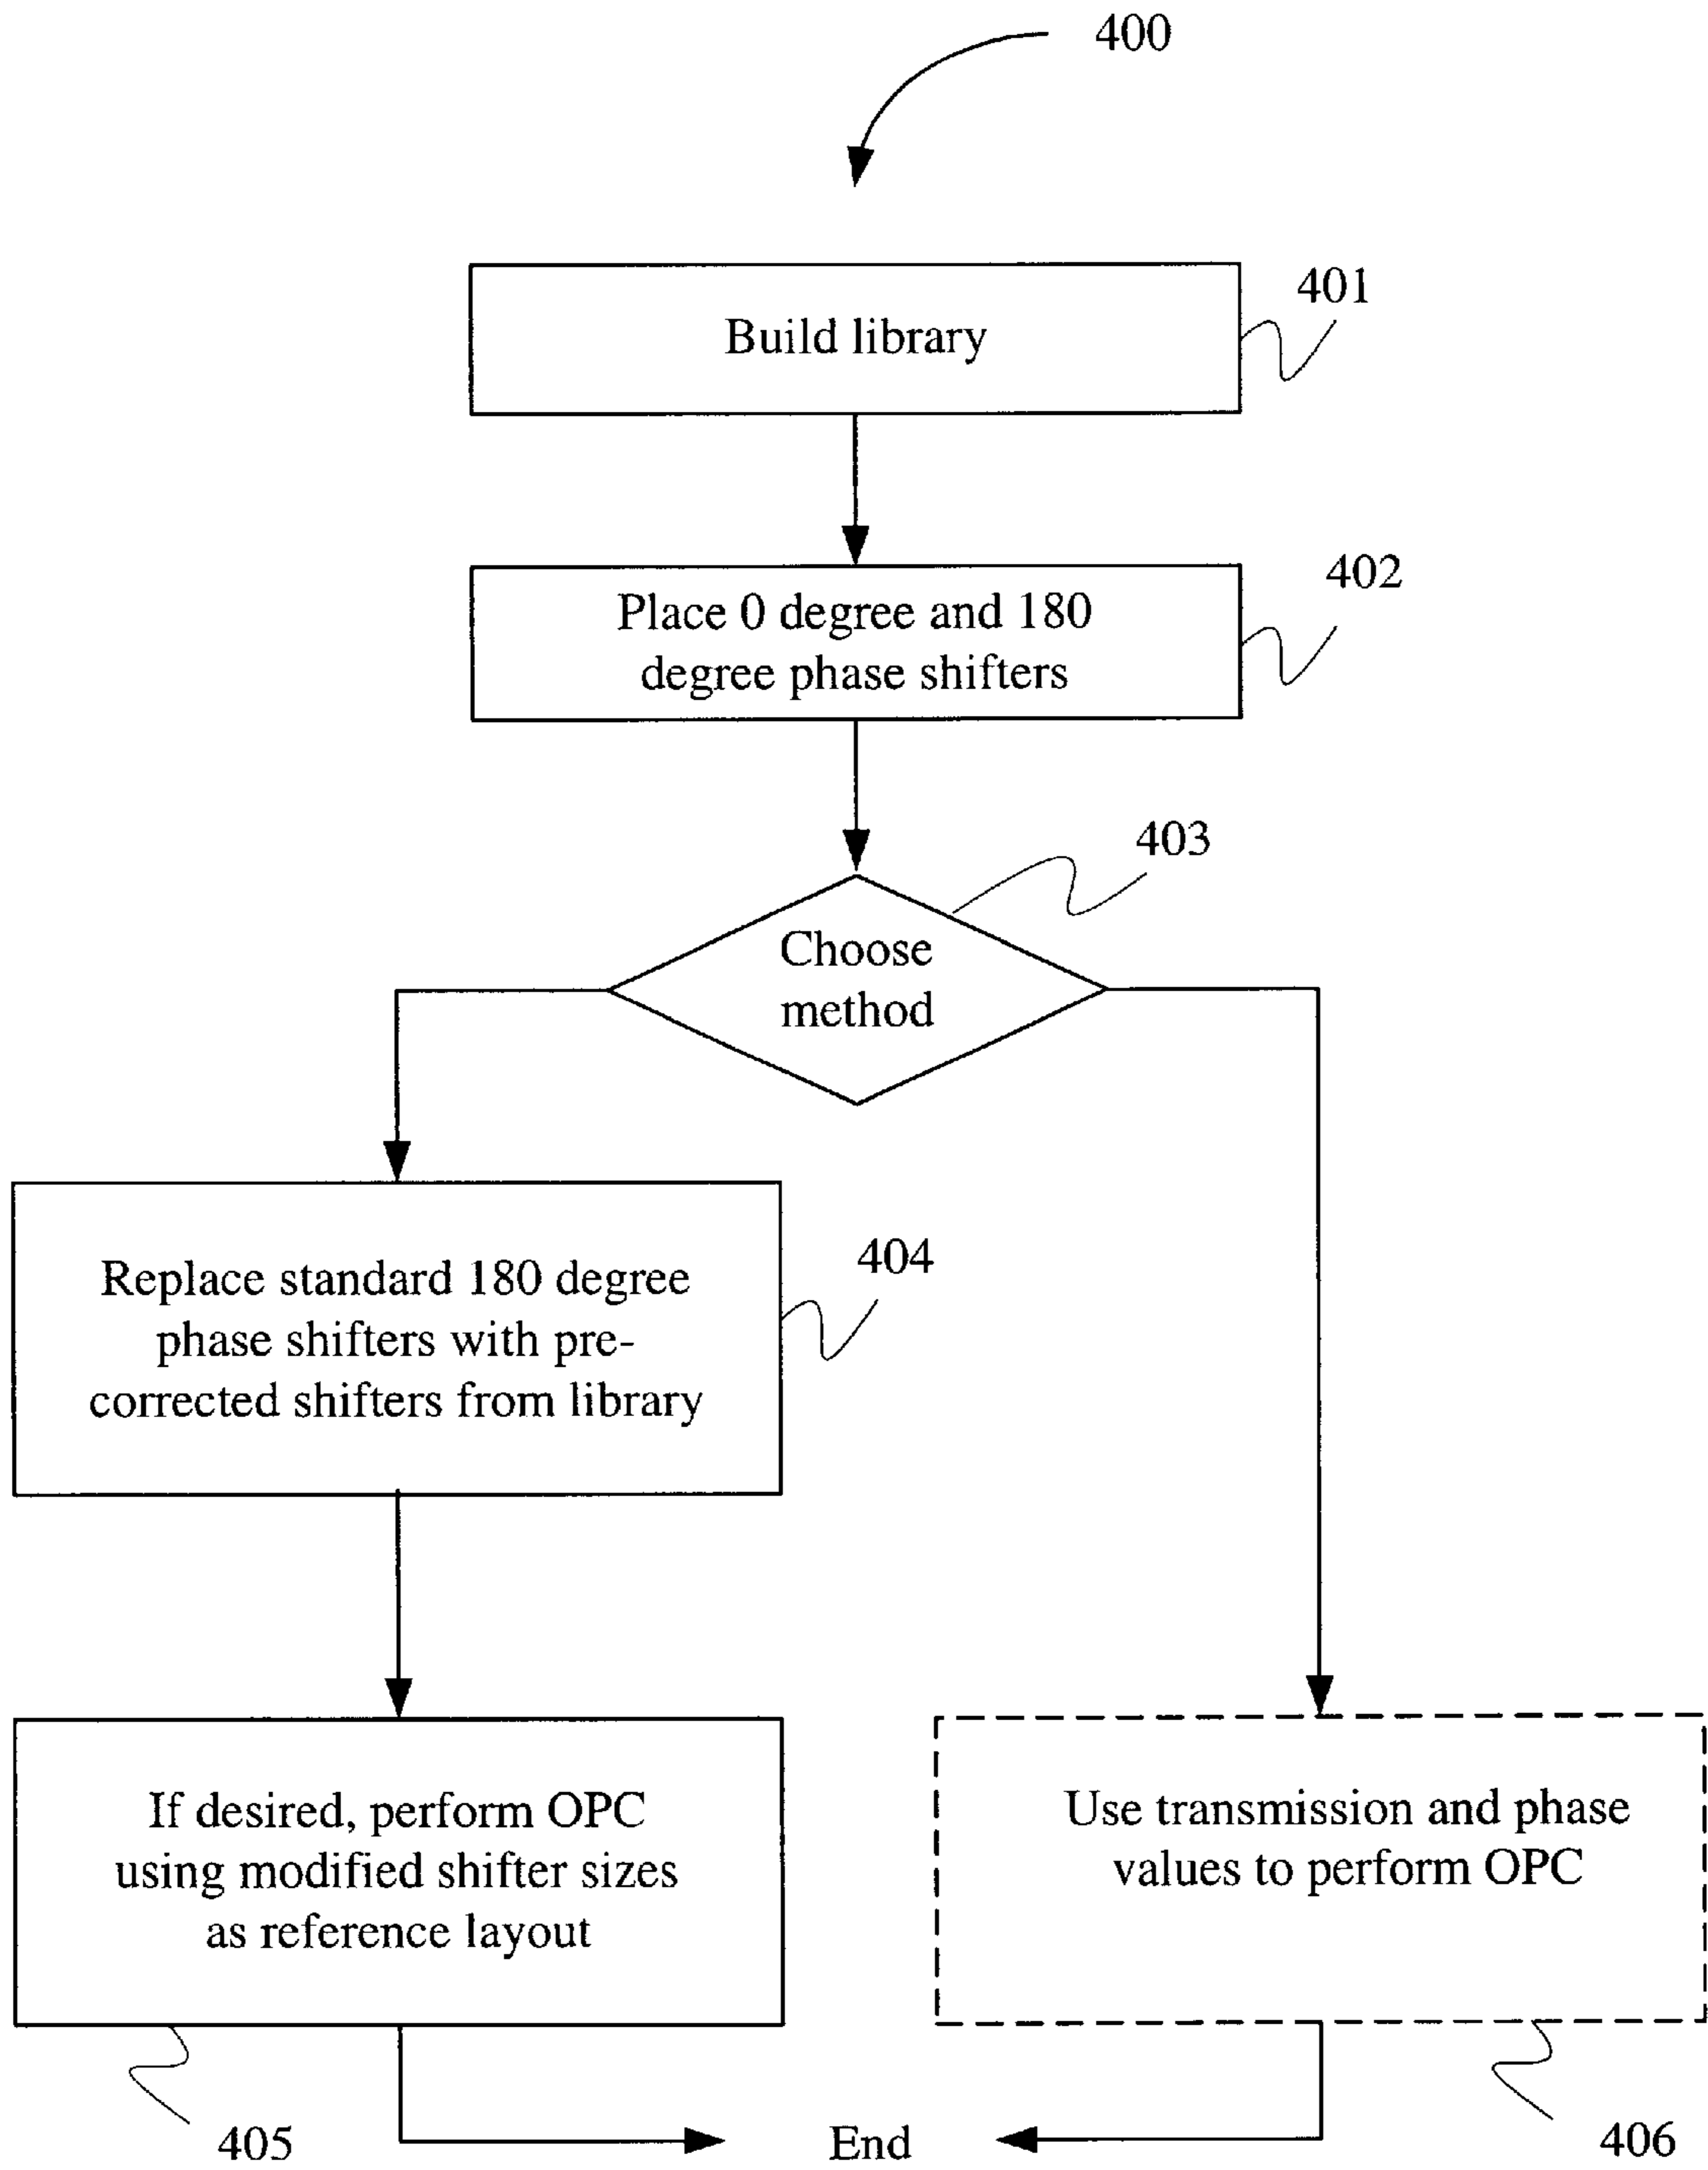 400
401
Build library
402
Place 0 degree and 180
degree phase shifters
403
Choose
method
404
Replace standard 180 degree
phase shifters with pre-
corrected shifters from library
If desired, perform OPC
using modified shifter sizes
as reference layout
Use transmission and phase
values to perform OPC
405
End
406